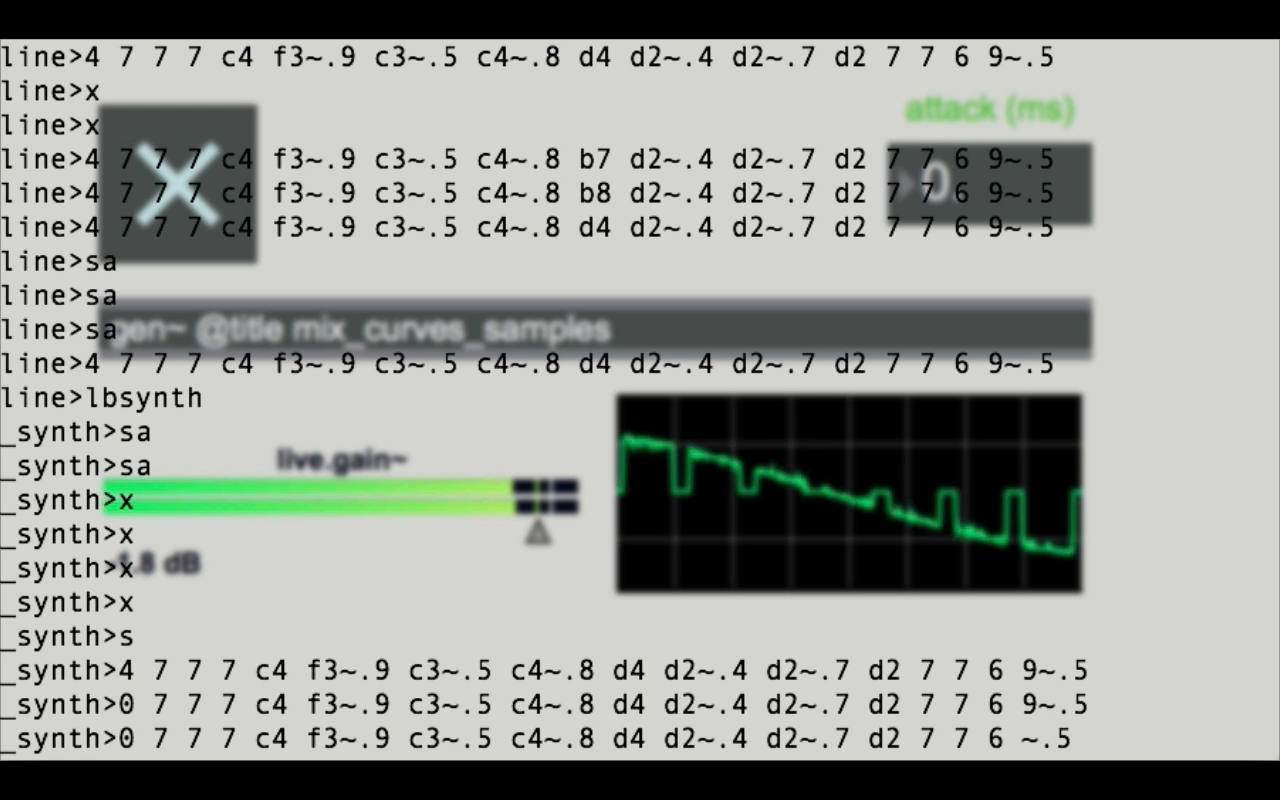 line>4 7 7 7 c4 f3~.9 c3~.5 c4~.8 d4 d2~.4 d2~.7 d2 7 7 6 9~.5
line>x
attack (ms)
line>x
line>4 7 7 7 c4 f3~.9 c3~.5 c4~.8 b7 d2~.4 d2~.7 d2 7 7 6 9~.5
line>4 7 7 7 c4 f3~.9 c3~.5 c4~.8 b8 d2~.4 d2~.7 d2 7 7 6 9~.5
0.
line>4 7 7 7 c4 f3~.9 c3~.5 c4~.8 d4 d2~.4 d2~.7 d2 7 7 6 9~.5
line>sa
line>sa
line>sa
gen~ @title mix_curves_samples
line>4 7 7 7 c4 f3~.9 c3~.5 c4~.8 d4 d2~.4 d2~.7 d2 7 7 6 9~.5
line>lbsynth
_synth>sa
live.gain~
_synth>sa
_synth>x
_synth>x
_synth>x
dB
_synth>x
_synth>s
_synth>4 7 7 7 c4 f3~.9 c3~.5 c4~.8 d4 d2~.4 d2~.7 d2 7 7 6 9~.5
_synth>0 7 7 7 c4 f3~.9 c3~.5 c4~.8 d4 d2~.4 d2~.7 d2 7 7 6 9~.5
_synth>0 7 7 7 c4 f3~.9 c3~.5 c4~.8 d4 d2~.4 d2~.7 d2 7 7 6 ~.5